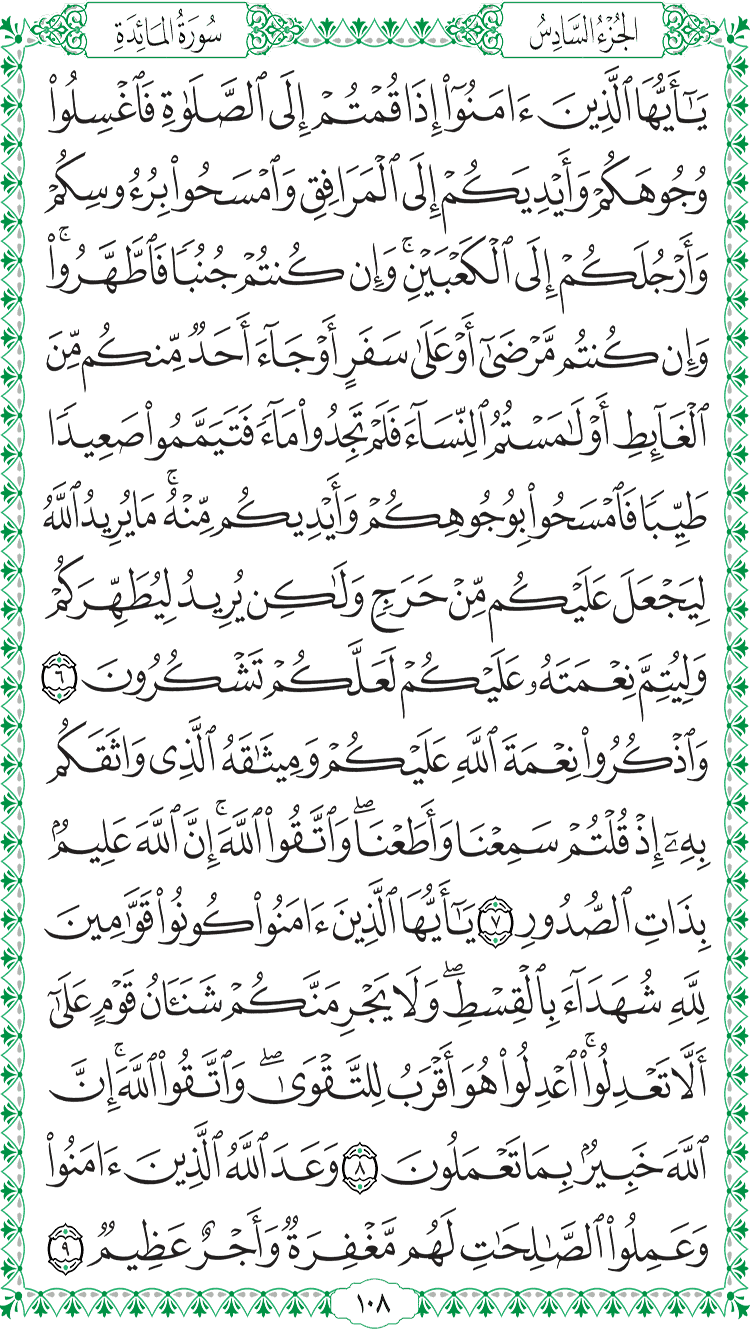 الجُزْءُ السَّادِسُ
سُورَةُ المَائِدَةِ
يَٰٓأَيُّهَا ٱلَّذِينَ ءَامَنُوٓاْ إِذَا قُمۡتُمۡ إِلَى ٱلصَّلَوٰةِ فَٱغۡسِلُواْ
وُجُوهَكُمۡ وَأَيۡدِيَكُمۡ إِلَى ٱلۡمَرَافِقِ وَٱمۡسَحُواْ بِرُءُوسِكُمۡ
وَأَرۡجُلَكُمۡ إِلَى ٱلۡكَعۡبَيۡنِۚ وَإِن كُنتُمۡ جُنُبٗا فَٱطَّهَّرُواْۚ
وَإِن كُنتُم مَّرۡضَىٰٓ أَوۡ عَلَىٰ سَفَرٍ أَوۡ جَآءَ أَحَدٞ مِّنكُم مِّنَ
ٱلۡغَآئِطِ أَوۡ لَٰمَسۡتُمُ ٱلنِّسَآءَ فَلَمۡ تَجِدُواْ مَآءٗ فَتَيَمَّمُواْ صَعِيدٗا
طَيِّبٗا فَٱمۡسَحُواْ بِوُجُوهِكُمۡ وَأَيۡدِيكُم مِّنۡهُۚ مَا يُرِيدُ ٱللَّهُ
لِيَجۡعَلَ عَلَيۡكُم مِّنۡ حَرَجٖ وَلَٰكِن يُرِيدُ لِيُطَهِّرَكُمۡ
وَلِيُتِمَّ نِعۡمَتَهُۥ عَلَيۡكُمۡ لَعَلَّكُمۡ تَشۡكُرُونَ ٦
وَٱذۡكُرُواْ نِعۡمَةَ ٱللَّهِ عَلَيۡكُمۡ وَمِيثَٰقَهُ ٱلَّذِي وَاثَقَكُم
بِهِۦٓ إِذۡ قُلۡتُمۡ سَمِعۡنَا وَأَطَعۡنَاۖ وَٱتَّقُواْ ٱللَّهَۚ إِنَّ ٱللَّهَ عَلِيمُۢ
بِذَاتِ ٱلصُّدُورِ ٧ يَٰٓأَيُّهَا ٱلَّذِينَ ءَامَنُواْ كُونُواْ قَوَّٰمِينَ
لِلَّهِ شُهَدَآءَ بِٱلۡقِسۡطِۖ وَلَا يَجۡرِمَنَّكُمۡ شَنَـَٔانُ قَوۡمٍ عَلَىٰٓ
أَلَّا تَعۡدِلُواْۚ ٱعۡدِلُواْ هُوَ أَقۡرَبُ لِلتَّقۡوَىٰۖ وَٱتَّقُواْ ٱللَّهَۚ إِنَّ
ٱللَّهَ خَبِيرُۢ بِمَا تَعۡمَلُونَ ٨ وَعَدَ ٱللَّهُ ٱلَّذِينَ ءَامَنُواْ
وَعَمِلُواْ ٱلصَّٰلِحَٰتِ لَهُم مَّغۡفِرَةٞ وَأَجۡرٌ عَظِيمٞ ٩
١٠٨